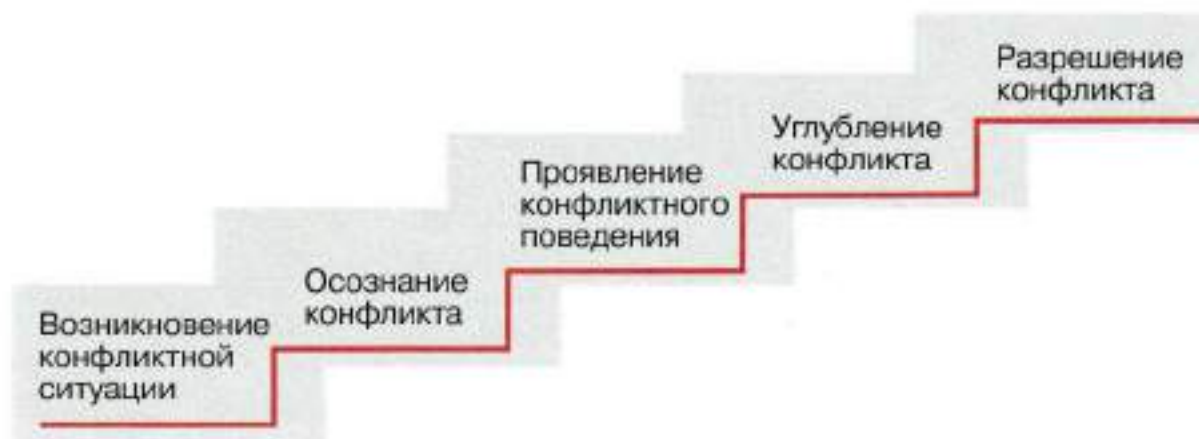 Возникновение
конфликтной
ситуации
Осознание
конфликта
Проявление
конфликтного
поведения
Углубление
конфликта
Разрешение
конфликта